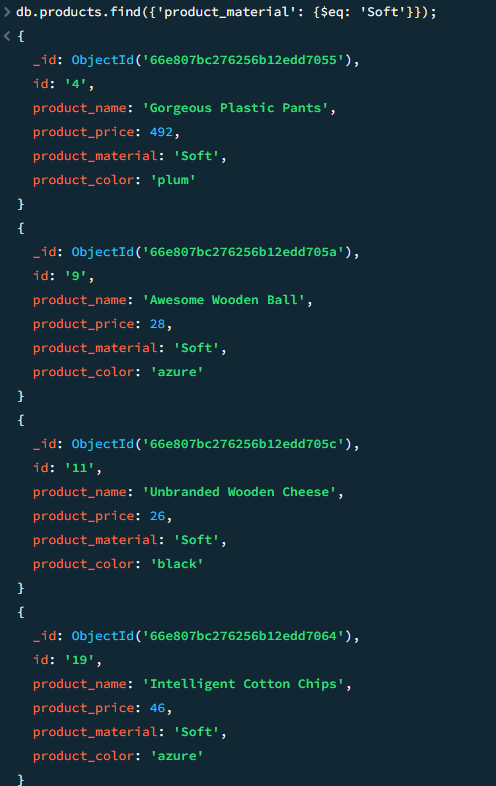 > db.products.find({'product_material': {$eq: 'Soft'}});
< {
_id: ObjectId('66e807bc276256b12edd7055'),
id: '4',
product_name: 'Gorgeous Plastic Pants',
product_price: 492,
product_material: 'Soft',
product_color: 'plum'
}
{
_id: ObjectId('66e807bc276256b12edd705a'),
id: '9',
product_name: 'Awesome Wooden Ball',
product_price: 28,
product_material: 'Soft',
product_color: 'azure'
}
{
_id: ObjectId('66e807bc276256b12edd705c'),
id: '11',
product_name: 'Unbranded Wooden Cheese',
product_price: 26,
product_material: 'Soft',
product_color: 'black'
}
{
_id: ObjectId('66e807bc276256b12edd7064'),
id: '19',
product_name: 'Intelligent Cotton Chips',
product_price: 46,
product_material: 'Soft',
product_color: 'azure'
}